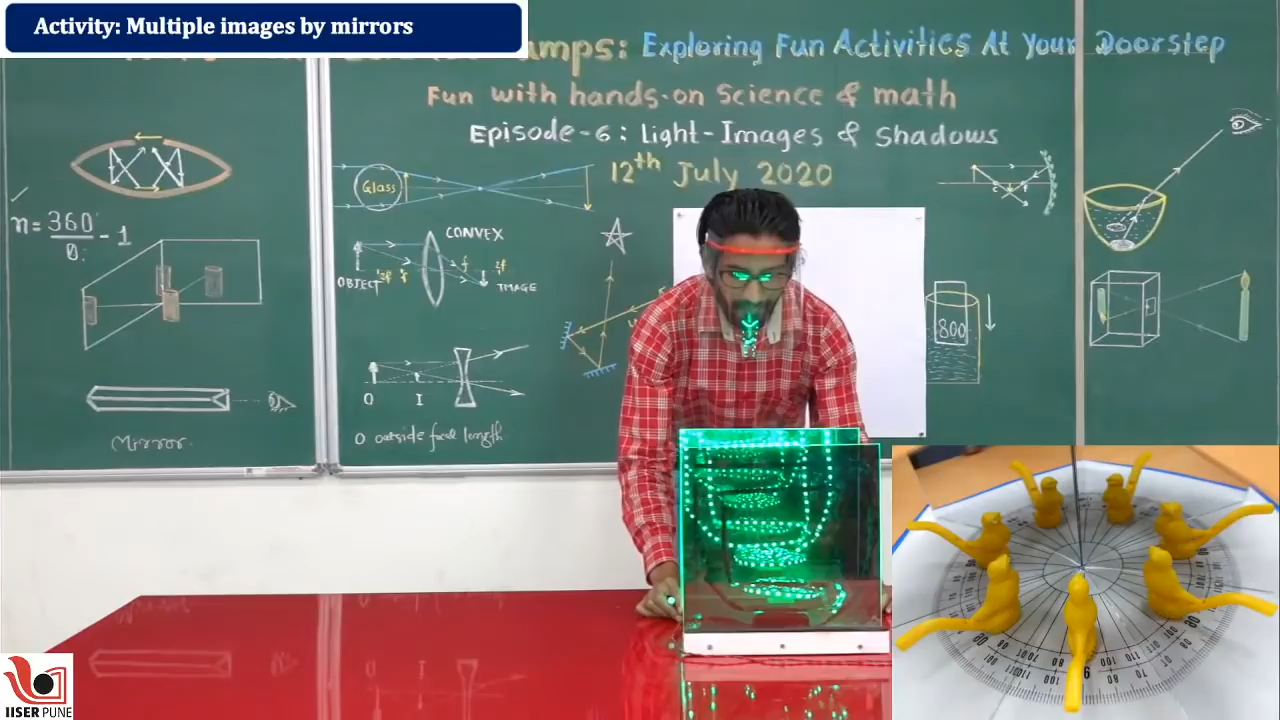 Activity: Multiple images by mirrors
Exploring Fun Activities At Your Doorstep
Fun with hands-on Science & math
Episode-6: Light-Images & Shadows
12th July 2020
n = 360/θ - 1
Glass
CONVEX
OBJECT 2f f f 2f IMAGE
O I
O outside focal length
Mirror
800
IISER PUNE